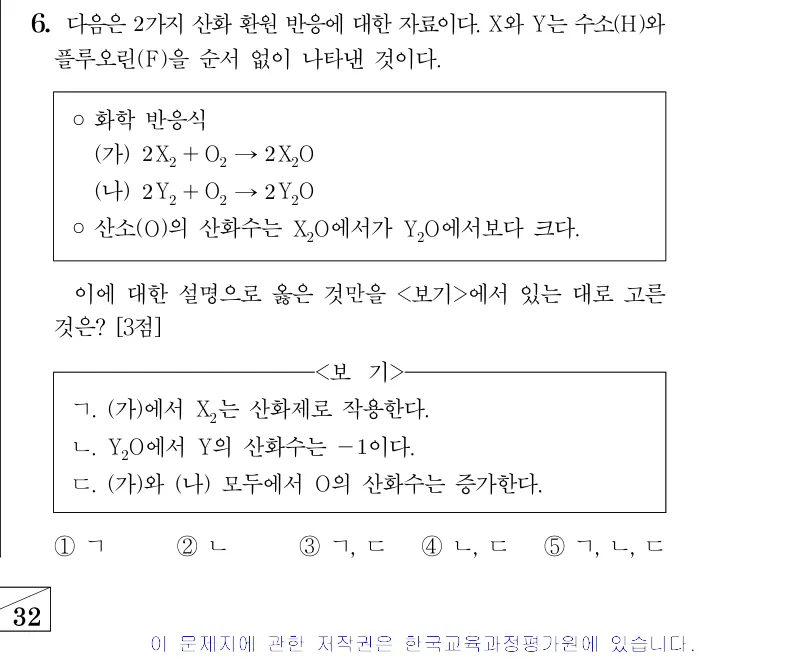 6. 다음은 2가지 산화 환원 반응에 대한 자료이다. X와 Y는 수소(H)와
플루오린(F)을 순서 없이 나타낸 것이다.
○ 화학 반응식
(가) 2X₂ + O₂ → 2X₂O
(나) 2Y₂ + O₂ → 2Y₂O
○ 산소(O)의 산화수는 X₂O에서가 Y₂O에서보다 크다.
이에 대한 설명으로 옳은 것만을 <보기>에서 있는 대로 고른
것은? [3점]
<보 기>
ㄱ. (가)에서 X₂는 산화제로 작용한다.
ㄴ. Y₂O에서 Y의 산화수는 −1이다.
ㄷ. (가)와 (나) 모두에서 O의 산화수는 증가한다.
① ㄱ ② ㄴ ③ ㄱ, ㄷ ④ ㄴ, ㄷ ⑤ ㄱ, ㄴ, ㄷ
32
이 문제지에 관한 저작권은 한국교육과정평가원에 있습니다.